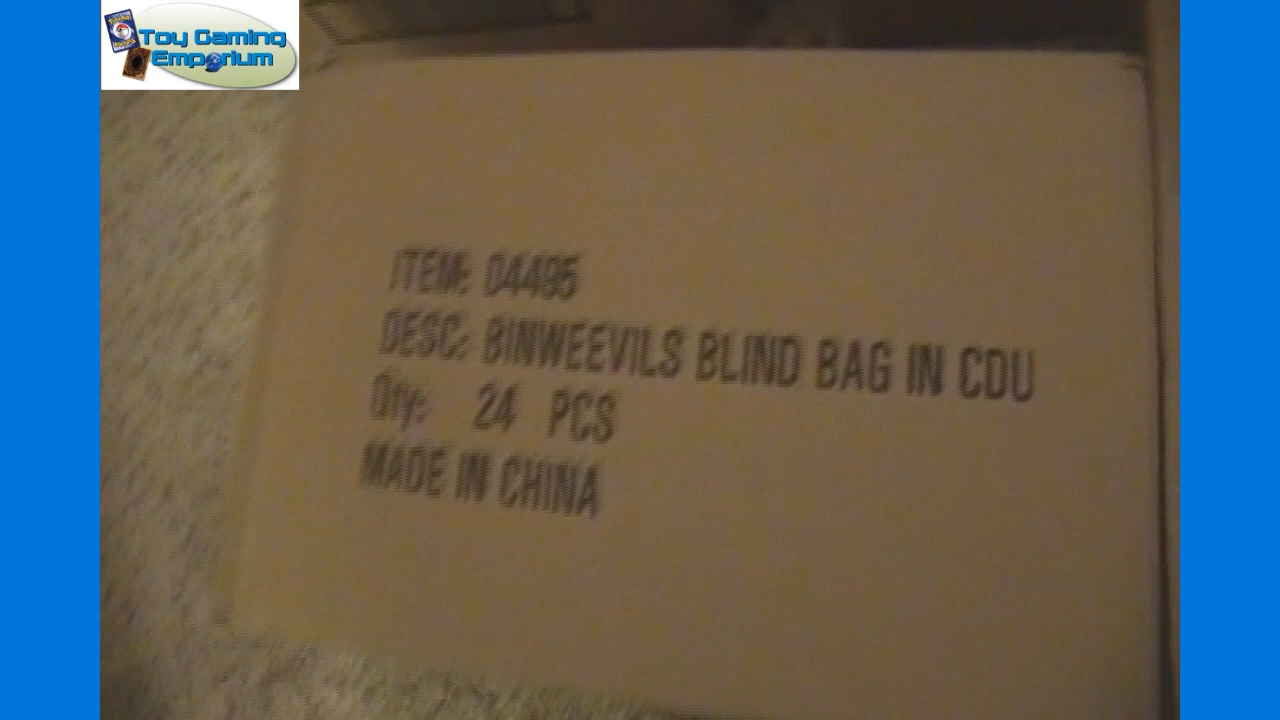 Toy Gaming
Emporium
ITEM: 04495
DESC: BINWEEVILS BLIND BAG IN CDU
Qty: 24 PCS
MADE IN CHINA